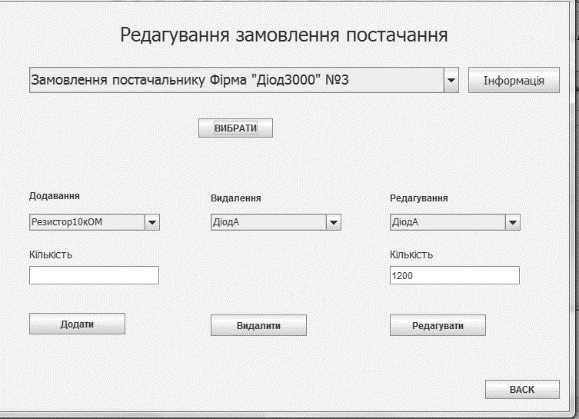 Редагування замовлення постачання
Замовлення постачальнику Фірма "Діод3000" №3
Інформація
ВИБРАТИ
Додавання
Видалення
Редагування
Резистор10кОМ
ДіодА
ДіодА
Кількість
Кількість
1200
Додати
Видалити
Редагувати
BACK